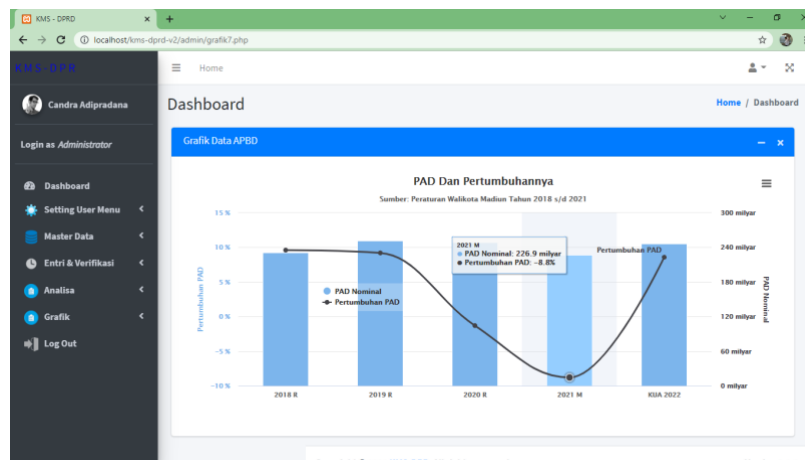 KMS - DPRD
localhost/kms-dprd-v2/admin/grafik7.php
KMS-DPR
Home
Candra Adipradana
Dashboard
Home / Dashboard
Login as Administrator
Grafik Data APBD
Dashboard
Setting User Menu
Master Data
Entri & Verifikasi
Analisa
Grafik
Log Out
PAD Dan Pertumbuhannya
Sumber: Peraturan Walikota Madiun Tahun 2018 s/d 2021
15 %
10 %
5 %
0 %
-5 %
-10 %
Pertumbuhan PAD
300 milyar
240 milyar
180 milyar
120 milyar
60 milyar
0 milyar
PAD Nominal
2021 M
PAD Nominal: 226.9 milyar
Pertumbuhan PAD: -8.8%
Pertumbuhan PAD
PAD Nominal
Pertumbuhan PAD
2018 R
2019 R
2020 R
2021 M
KUA 2022